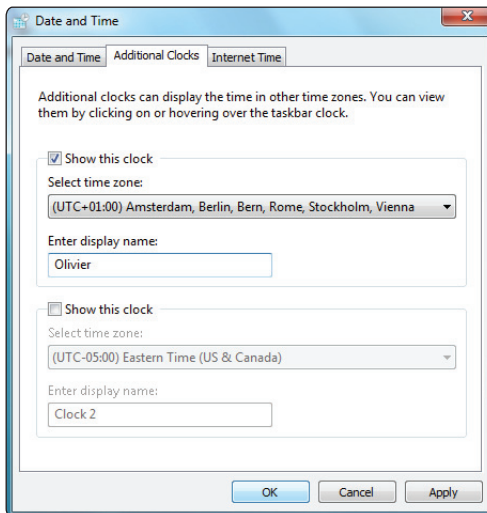 Date and Time
Date and Time Additional Clocks Internet Time
Additional clocks can display the time in other time zones. You can view
them by clicking on or hovering over the taskbar clock.
Show this clock
Select time zone:
(UTC+01:00) Amsterdam, Berlin, Bern, Rome, Stockholm, Vienna
Enter display name:
Olivier
Show this clock
Select time zone:
(UTC-05:00) Eastern Time (US & Canada)
Enter display name:
Clock 2
OK Cancel Apply